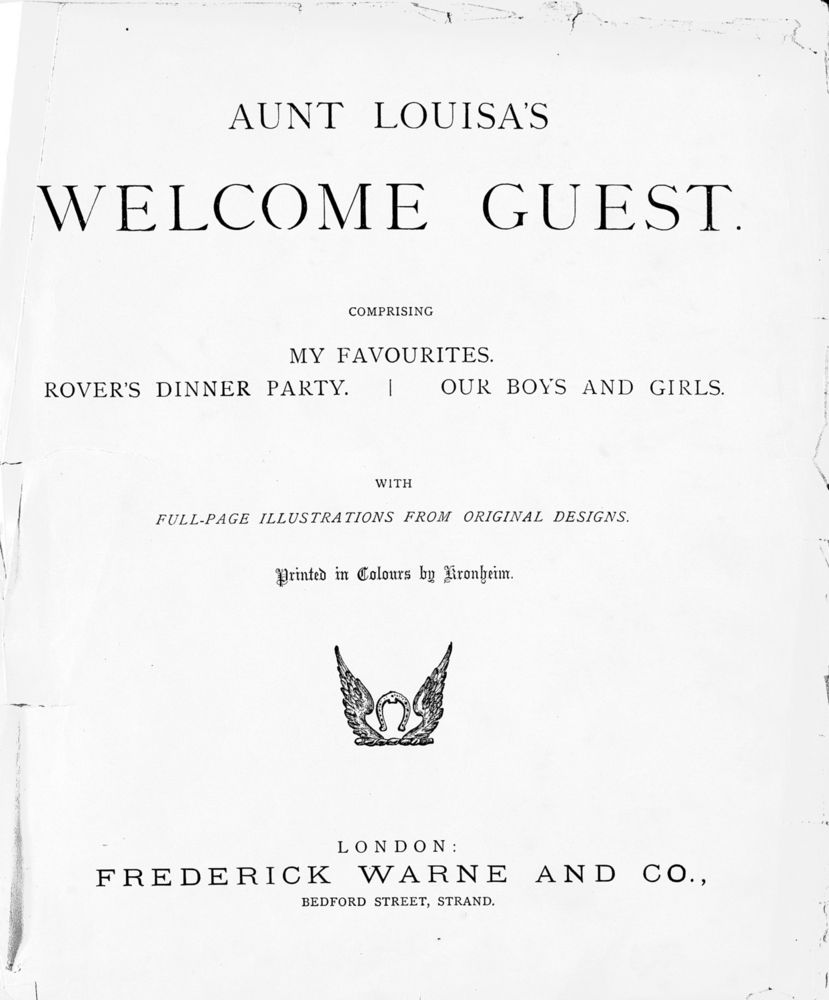 AUNT LOUISA'S
WELCOME GUEST.
COMPRISING
MY FAVOURITES.
ROVER'S DINNER PARTY. | OUR BOYS AND GIRLS.
WITH
FULL-PAGE ILLUSTRATIONS FROM ORIGINAL DESIGNS.
Printed in Colours by Kronheim.
LONDON:
FREDERICK WARNE AND CO.,
BEDFORD STREET, STRAND.